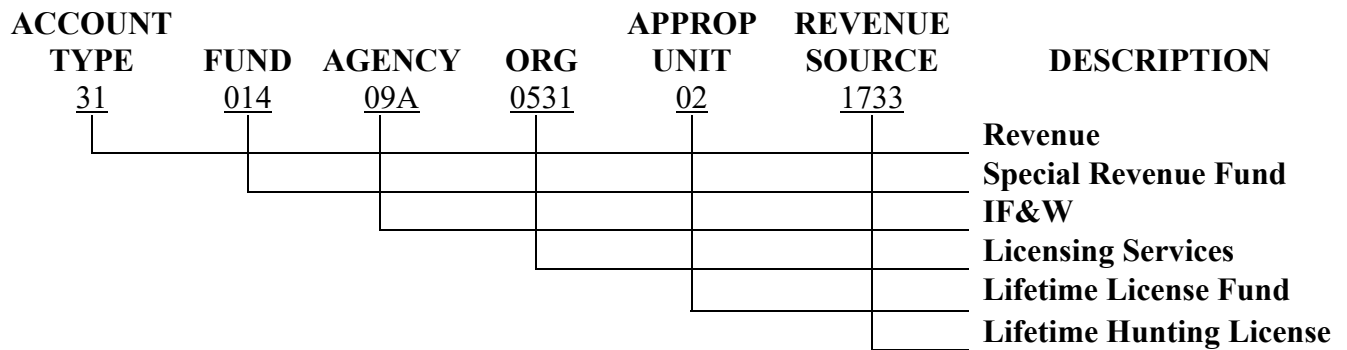 ACCOUNT APPROP REVENUE
TYPE FUND AGENCY ORG UNIT SOURCE DESCRIPTION
31 014 09A 0531 02 1733
Revenue
Special Revenue Fund
IF&W
Licensing Services
Lifetime License Fund
Lifetime Hunting License